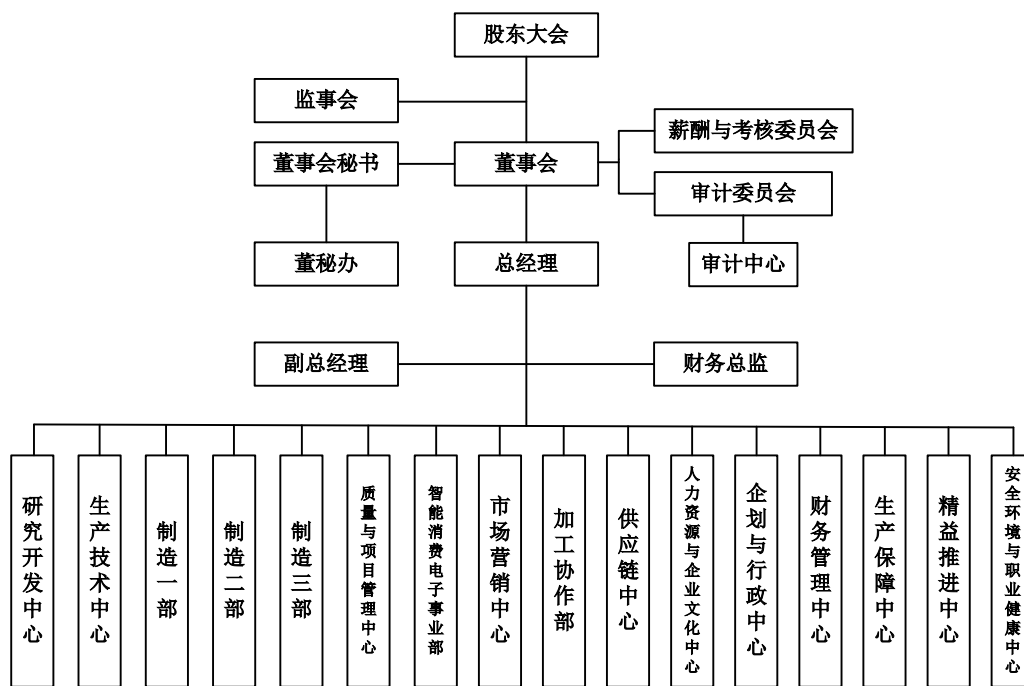 股东大会
监事会
薪酬与考核委员会
董事会秘书
董事会
审计委员会
董秘办
总经理
审计中心
副总经理
财务总监
研究开发中心
生产技术中心
制造一部
制造二部
制造三部
质量与项目管理中心
智能消费电子事业部
市场营销中心
加工协作部
供应链中心
人力资源与企业文化中心
企划与行政中心
财务管理中心
生产保障中心
精益推进中心
安全环境与职业健康中心